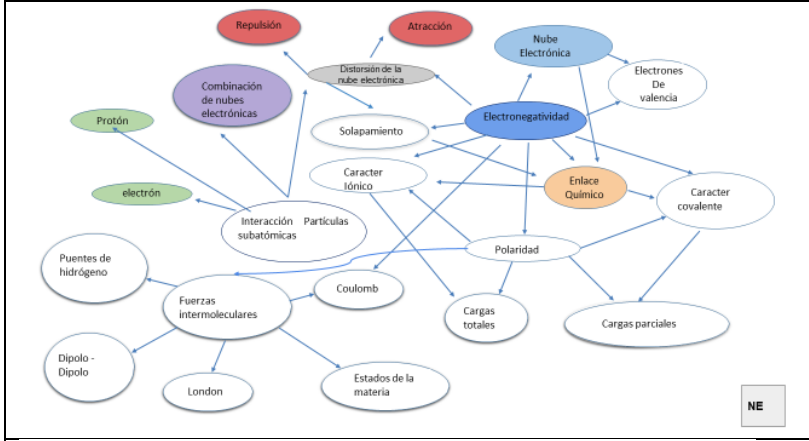 Repulsión
Atracción
Nube
Electrónica
Distorsión de la
nube electrónica
Electrones
De
valencia
Combinación
de nubes
electrónicas
Electronegatividad
Protón
Solapamiento
Caracter
Iónico
Enlace
Químico
Caracter
covalente
electrón
Interacción Partículas
subatómicas
Polaridad
Puentes de
hidrógeno
Fuerzas
intermoleculares
Coulomb
Cargas
totales
Cargas parciales
Dipolo -
Dipolo
London
Estados de la
materia
NE